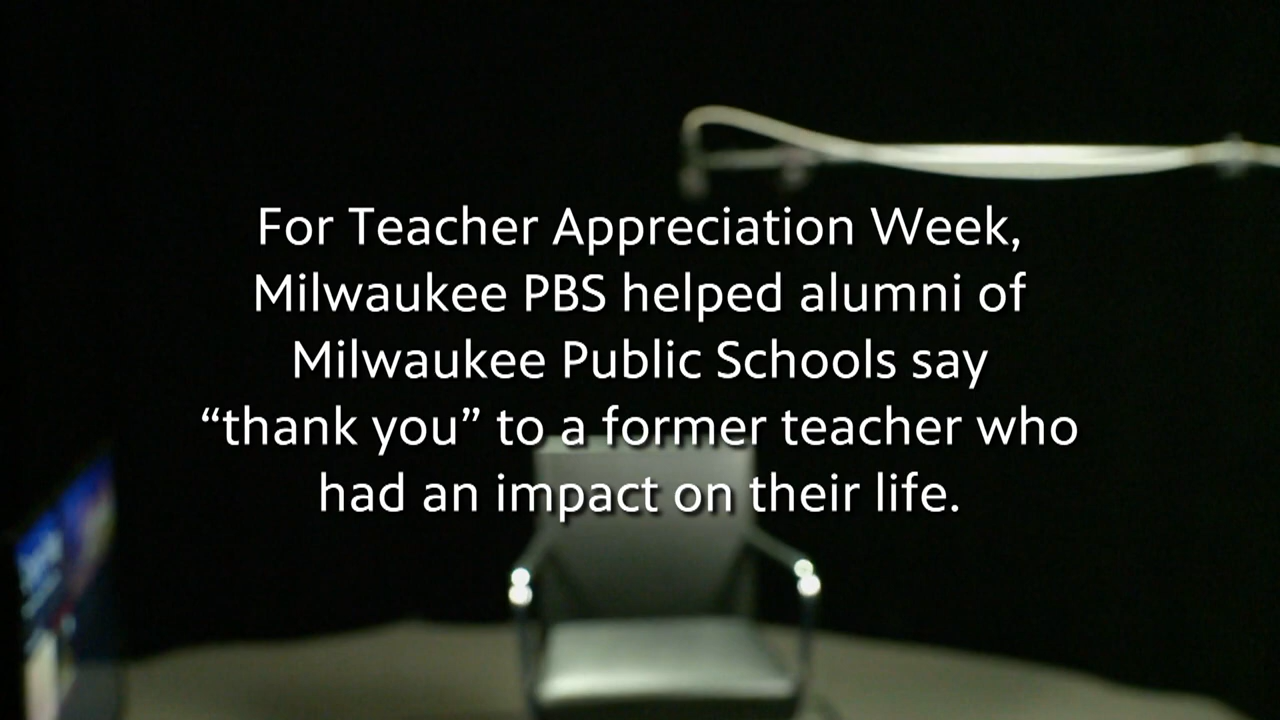 For Teacher Appreciation Week,
Milwaukee PBS helped alumni of
Milwaukee Public Schools say
“thank you” to a former teacher who
had an impact on their life.